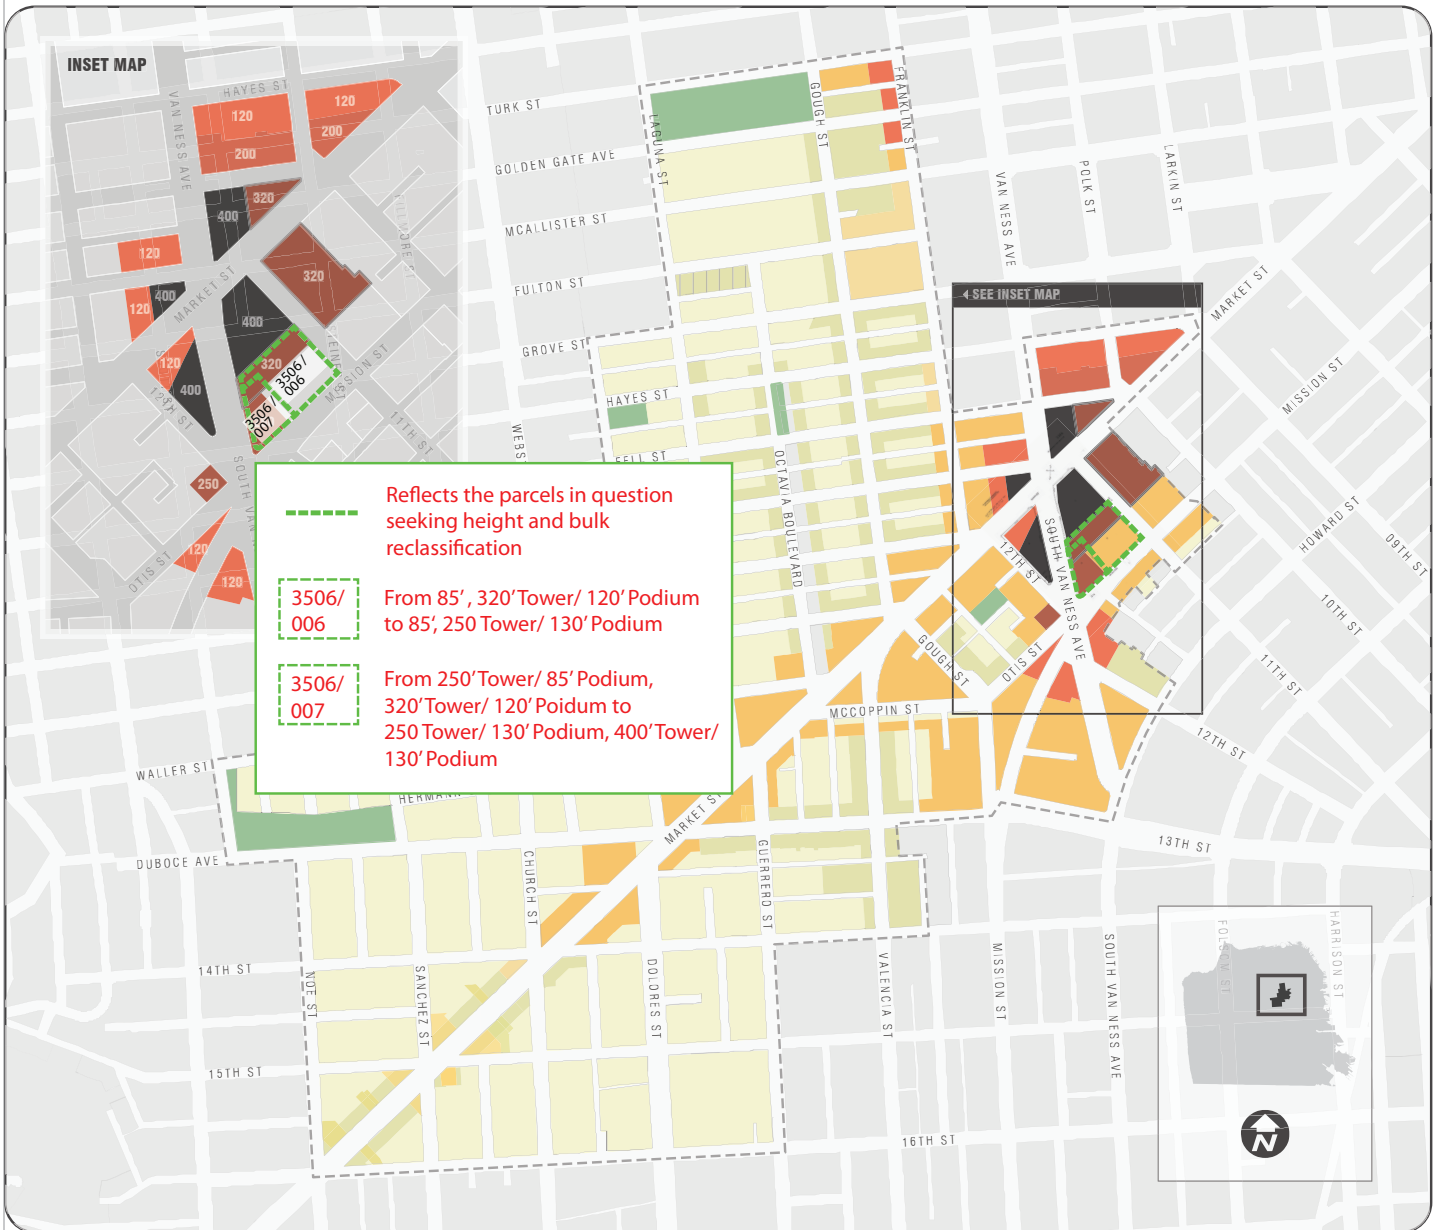 INSET MAP
HAYES ST
VAN NESS AVE
120
120
200
200
320
400
120
320
400
120
MARKET ST
400
120
320
400
12TH ST
3506/
006
3506/
007
MISSION ST
11TH ST
250
SOUTH VAN
120
OTIS ST
120
Reflects the parcels in question
seeking height and bulk
reclassification
3506/
006
From 85', 320' Tower/ 120' Podium
to 85', 250 Tower/ 130' Podium
3506/
007
From 250' Tower/ 85' Podium,
320' Tower/ 120' Poidum to
250 Tower/ 130' Podium, 400' Tower/
130' Podium
TURK ST
GOLDEN GATE AVE
MCALLISTER ST
FULTON ST
GROVE ST
HAYES ST
FELL ST
WEBS
LAGUNA ST
GOUGH ST
FRANKLIN ST
VAN NESS AVE
POLK ST
LARKIN ST
SEE INSET MAP
MARKET ST
MISSION ST
HOWARD ST
09TH ST
10TH ST
11TH ST
12TH ST
12TH ST
SOUTH VAN NESS AVE
OCTAVIA BOULEVARD
GOUGH ST
OTIS ST
MCCOPPIN ST
WALLER ST
HERMANN
DUBOCE AVE
MARKET ST
GUERRERO ST
CHURCH ST
13TH ST
14TH ST
NOE ST
SANCHEZ ST
DOLORES ST
VALENCIA ST
MISSION ST
SOUTH VAN NESS AVE
FOLSOM ST
HARRISON ST
15TH ST
16TH ST
N